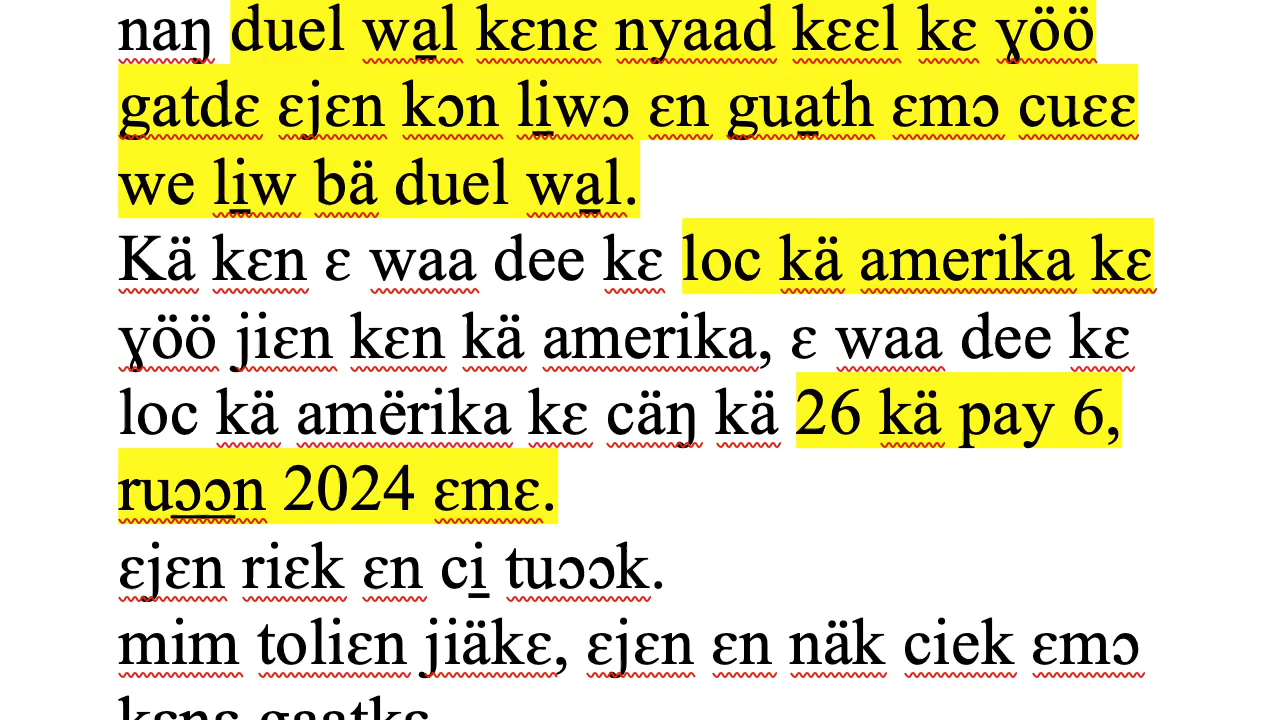 naŋ duel wa̱l kɛnɛ nyaad kɛɛl kɛ ɣöö
gatdɛ ɛjɛn kɔn li̱wɔ ɛn gua̱th ɛmɔ cuɛɛ
we li̱w bä duel wa̱l.
Kä kɛn ɛ waa dee kɛ loc kä amerika kɛ
ɣöö jiɛn kɛn kä amerika, ɛ waa dee kɛ
loc kä amërika kɛ cäŋ kä 26 kä pay 6,
ruɔ̱ɔ̱n 2024 ɛmɛ.
ɛjɛn riɛk ɛn ci̱ tuɔɔk.
mim toliɛn jiäkɛ, ɛjɛn ɛn näk ciek ɛmɔ
kɛnɛ gaatkɛ